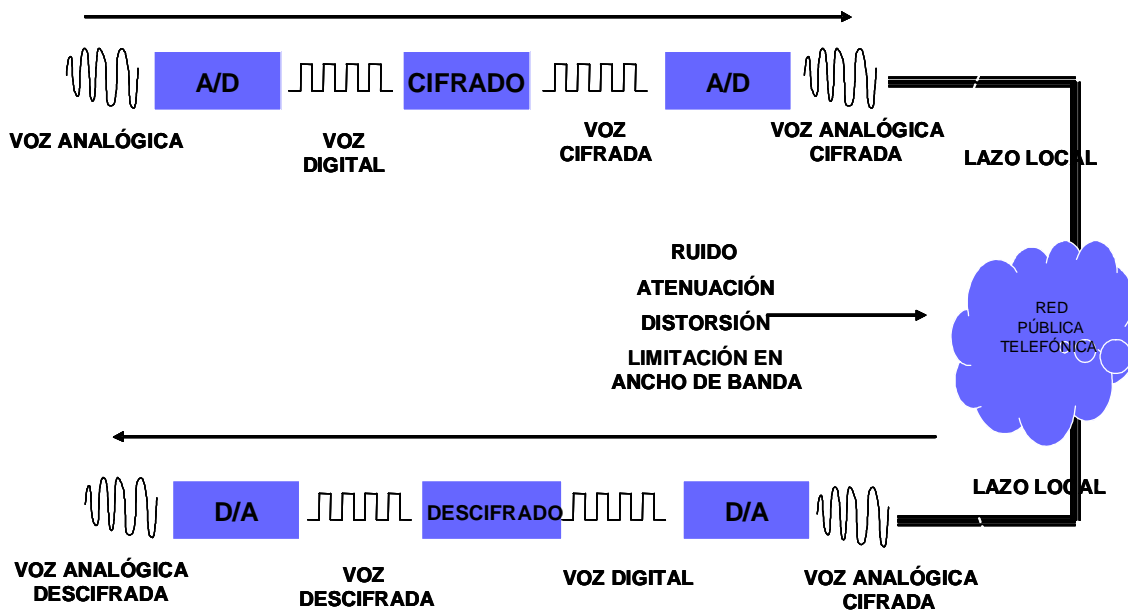 A/D
CIFRADO
A/D
VOZ ANALÓGICA
VOZ
DIGITAL
VOZ
CIFRADA
VOZ ANALÓGICA
CIFRADA
LAZO LOCAL
RUIDO
ATENUACIÓN
DISTORSIÓN
LIMITACIÓN EN
ANCHO DE BANDA
RED
PÚBLICA
TELEFÓNICA
LAZO LOCAL
D/A
DESCIFRADO
D/A
VOZ ANALÓGICA
DESCIFRADA
VOZ
DESCIFRADA
VOZ DIGITAL
VOZ ANALÓGICA
CIFRADA